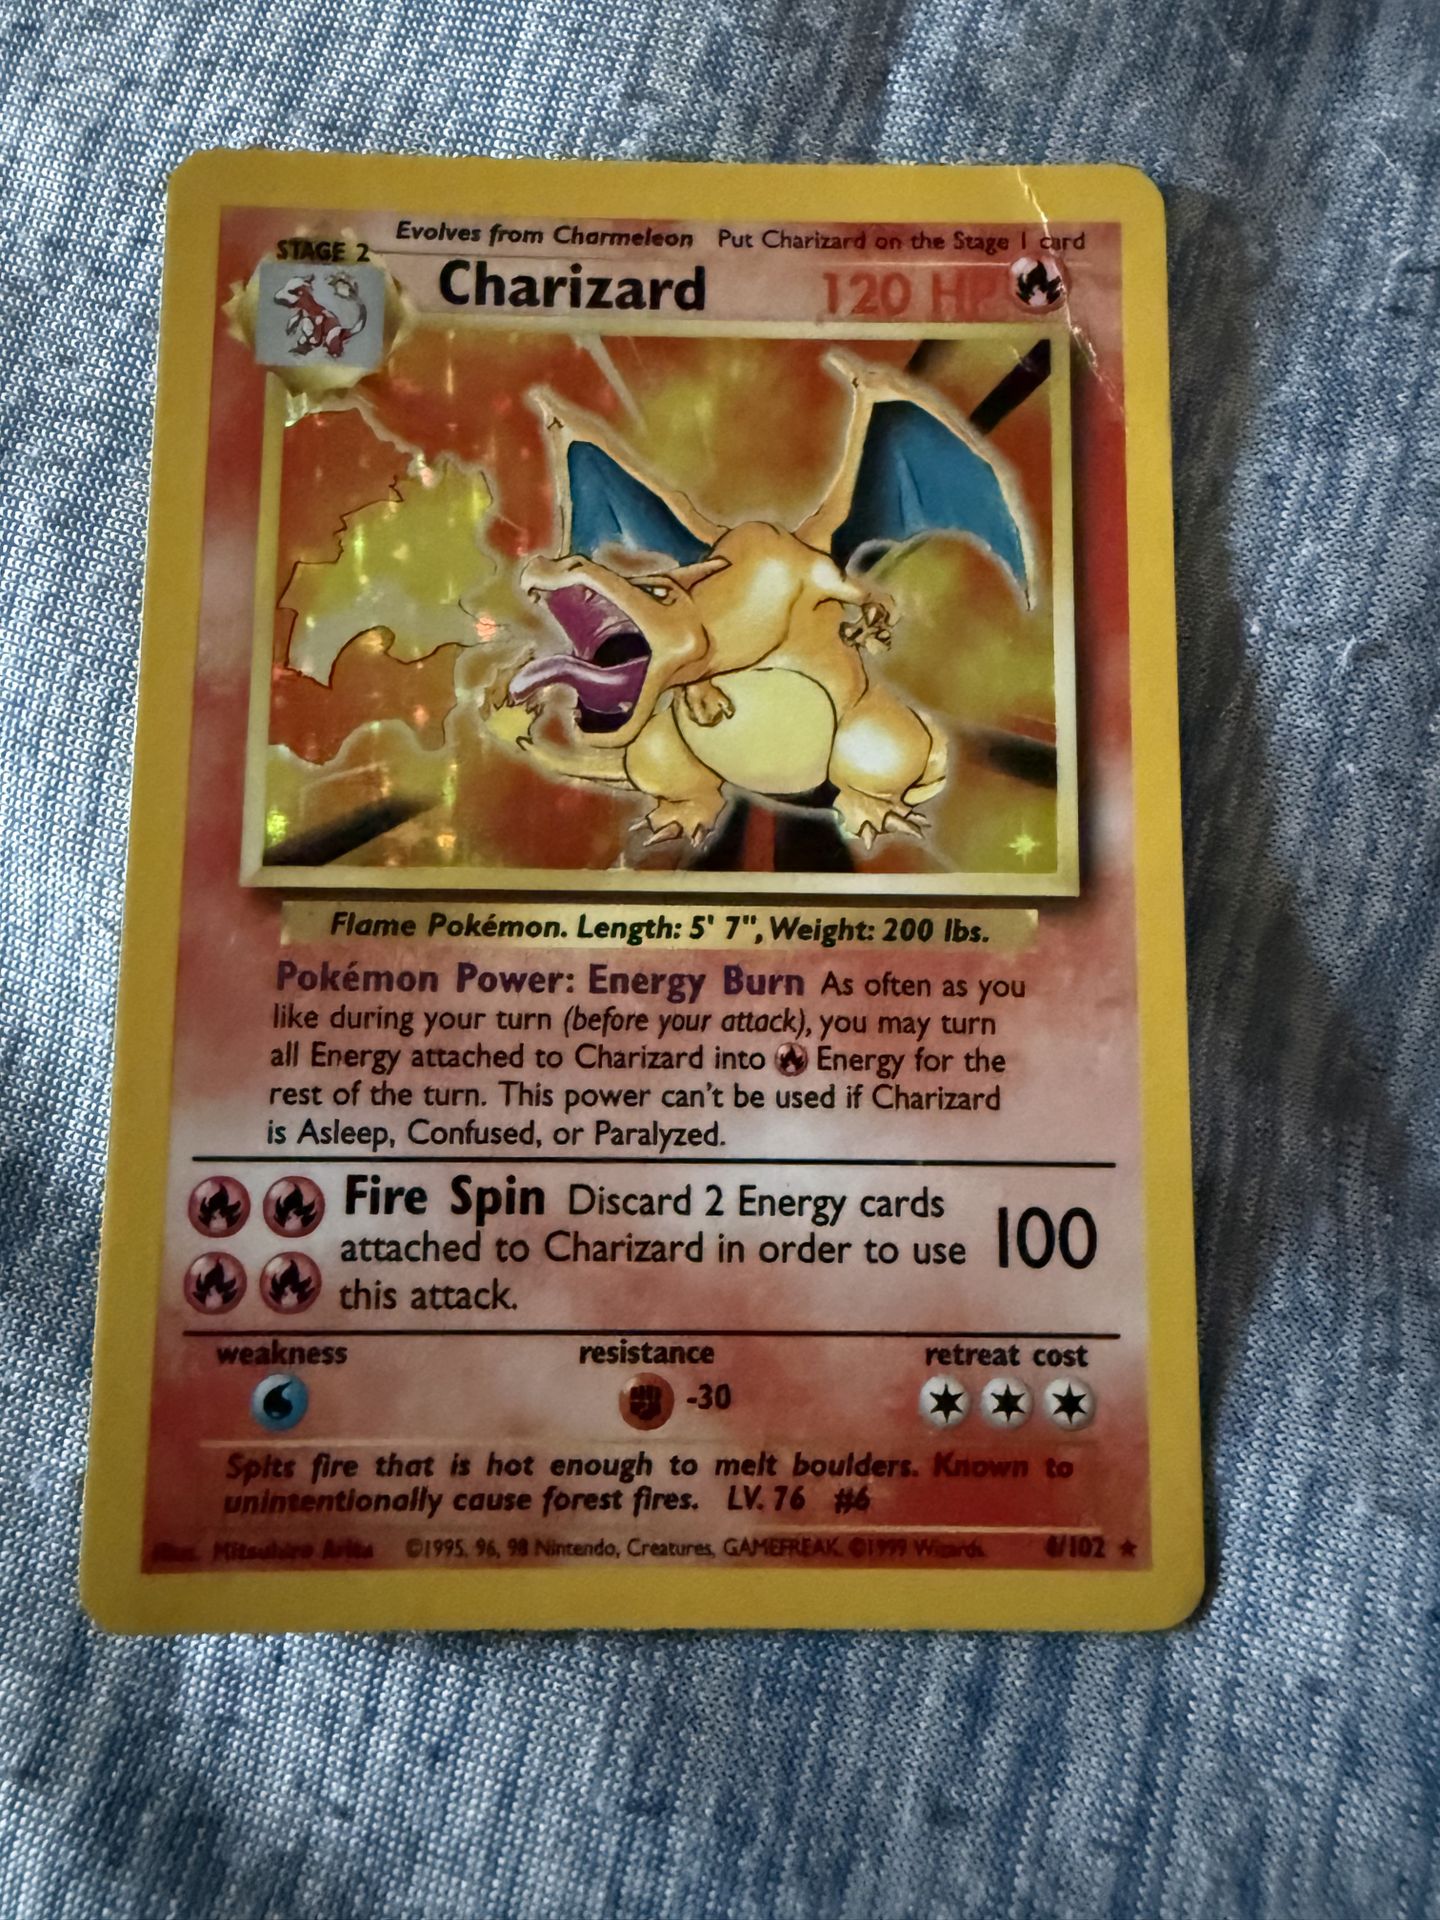 Evolves from Charmeleon Put Charizard on the Stage 1 card
STAGE 2
Charizard 120 HP
Flame Pokémon. Length: 5' 7", Weight: 200 lbs.
Pokémon Power: Energy Burn As often as you
like during your turn (before your attack), you may turn
all Energy attached to Charizard into Energy for the
rest of the turn. This power can't be used if Charizard
is Asleep, Confused, or Paralyzed.
Fire Spin Discard 2 Energy cards
attached to Charizard in order to use 100
this attack.
weakness resistance retreat cost
-30
Spits fire that is hot enough to melt boulders. Known to
unintentionally cause forest fires. LV. 76 #6
Illus. Mitsuhiro Arita ©1995, 96, 98 Nintendo, Creatures, GAMEFREAK. ©1999 Wizards. 4/102 ★